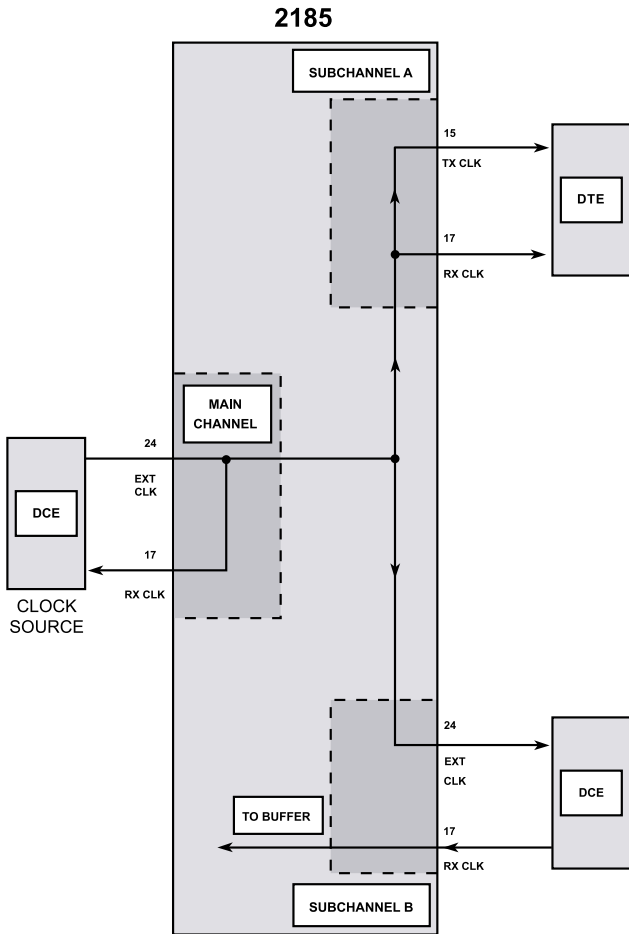 2185
SUBCHANNEL A
15
TX CLK
DTE
17
RX CLK
MAIN
CHANNEL
24
EXT
CLK
DCE
17
RX CLK
CLOCK
SOURCE
24
EXT
CLK
DCE
TO BUFFER
17
RX CLK
SUBCHANNEL B